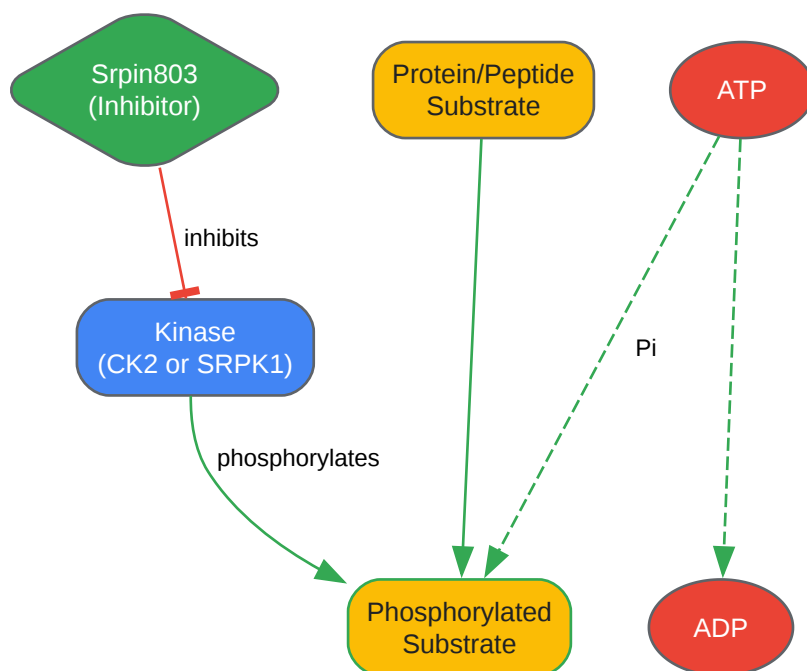 Srpin803
(Inhibitor)
Protein/Peptide
Substrate
ATP
inhibits
Kinase
(CK2 or SRPK1)
Pi
phosphorylates
Phosphorylated
Substrate
ADP